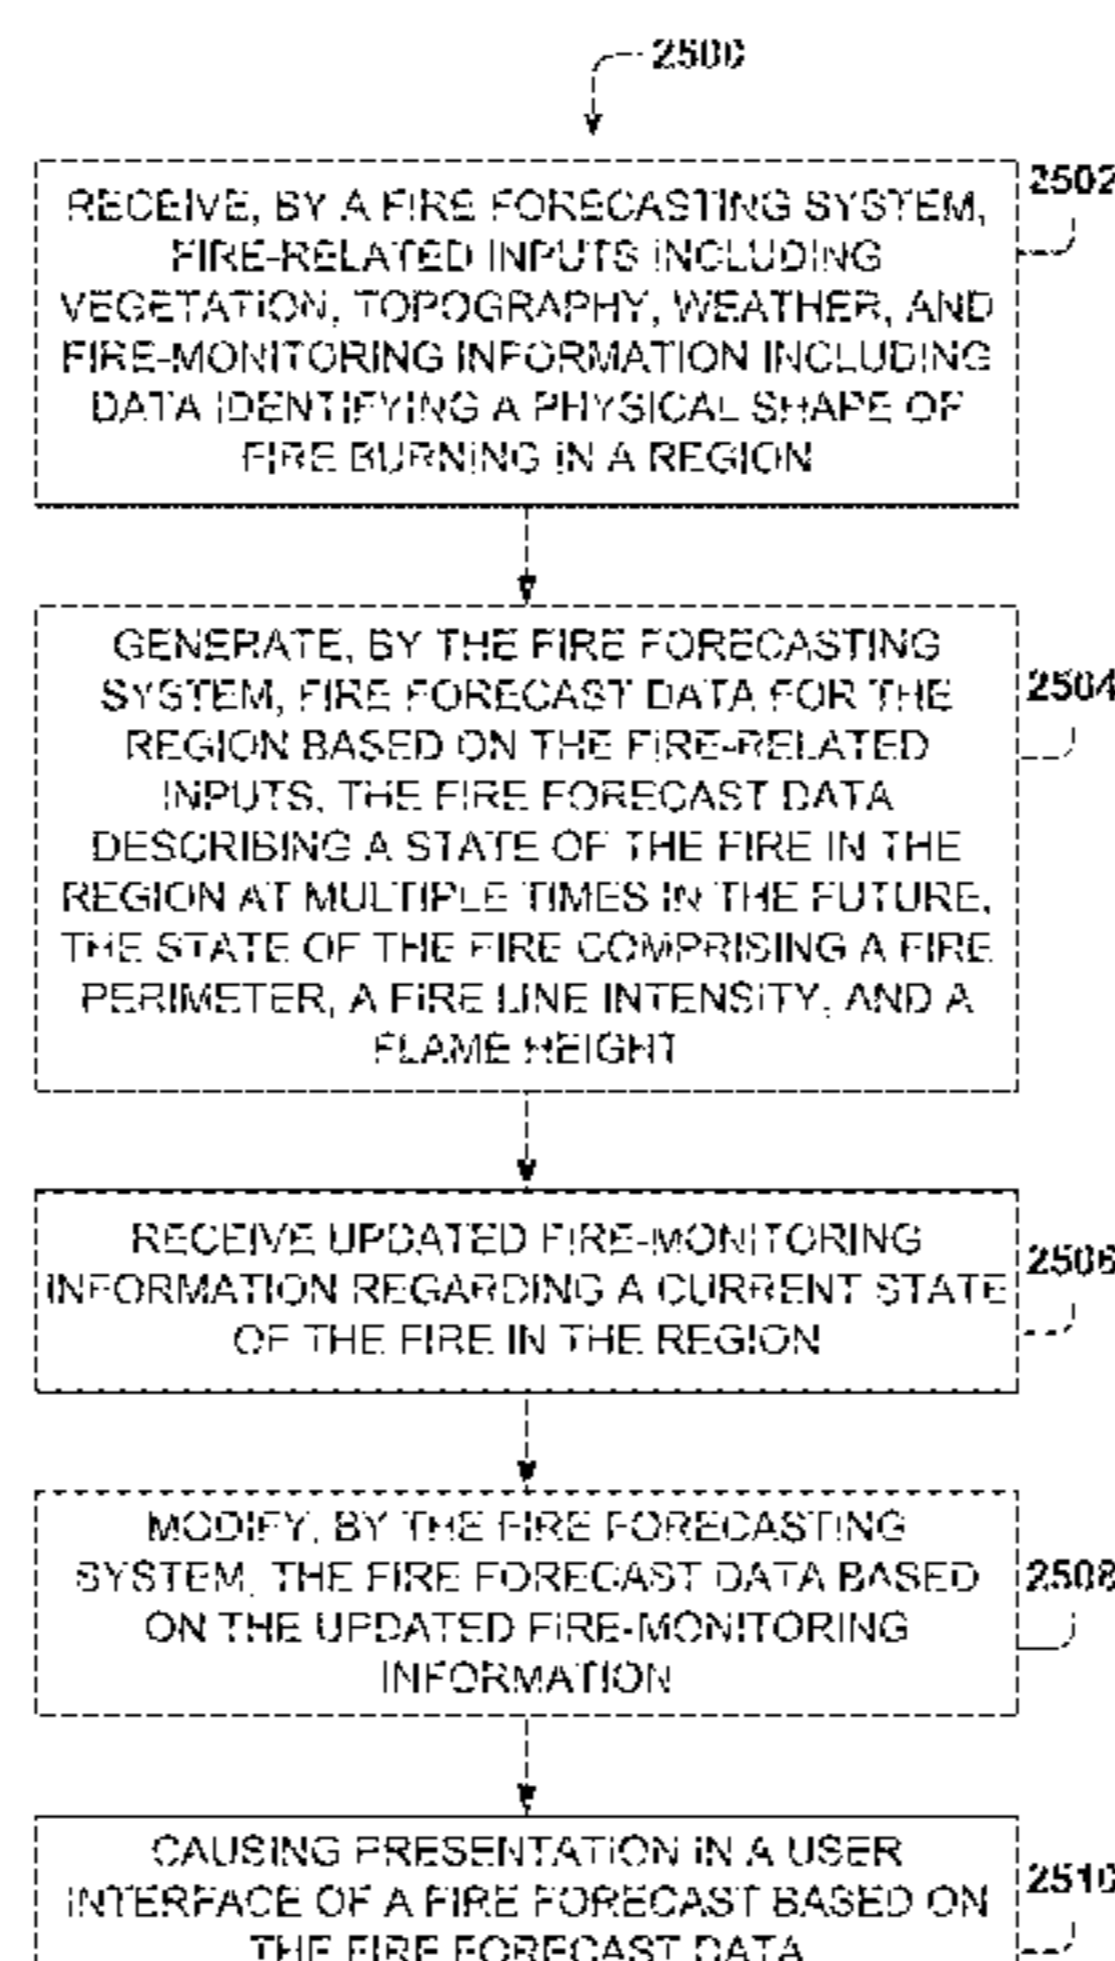 2500
2502
RECEIVE, BY A FIRE FORECASTING SYSTEM,
FIRE-RELATED INPUTS INCLUDING
VEGETATION, TOPOGRAPHY, WEATHER, AND
FIRE-MONITORING INFORMATION INCLUDING
DATA IDENTIFYING A PHYSICAL SHAPE OF
FIRE BURNING IN A REGION
2504
GENERATE, BY THE FIRE FORECASTING
SYSTEM, FIRE FORECAST DATA FOR THE
REGION BASED ON THE FIRE-RELATED
INPUTS, THE FIRE FORECAST DATA
DESCRIBING A STATE OF THE FIRE IN THE
REGION AT MULTIPLE TIMES IN THE FUTURE,
THE STATE OF THE FIRE COMPRISING A FIRE
PERIMETER, A FIRE LINE INTENSITY, AND A
FLAME HEIGHT
2506
RECEIVE UPDATED FIRE-MONITORING
INFORMATION REGARDING A CURRENT STATE
OF THE FIRE IN THE REGION
2508
MODIFY, BY THE FIRE FORECASTING
SYSTEM, THE FIRE FORECAST DATA BASED
ON THE UPDATED FIRE-MONITORING
INFORMATION
2510
CAUSING PRESENTATION IN A USER
INTERFACE OF A FIRE FORECAST BASED ON
THE FIRE FORECAST DATA